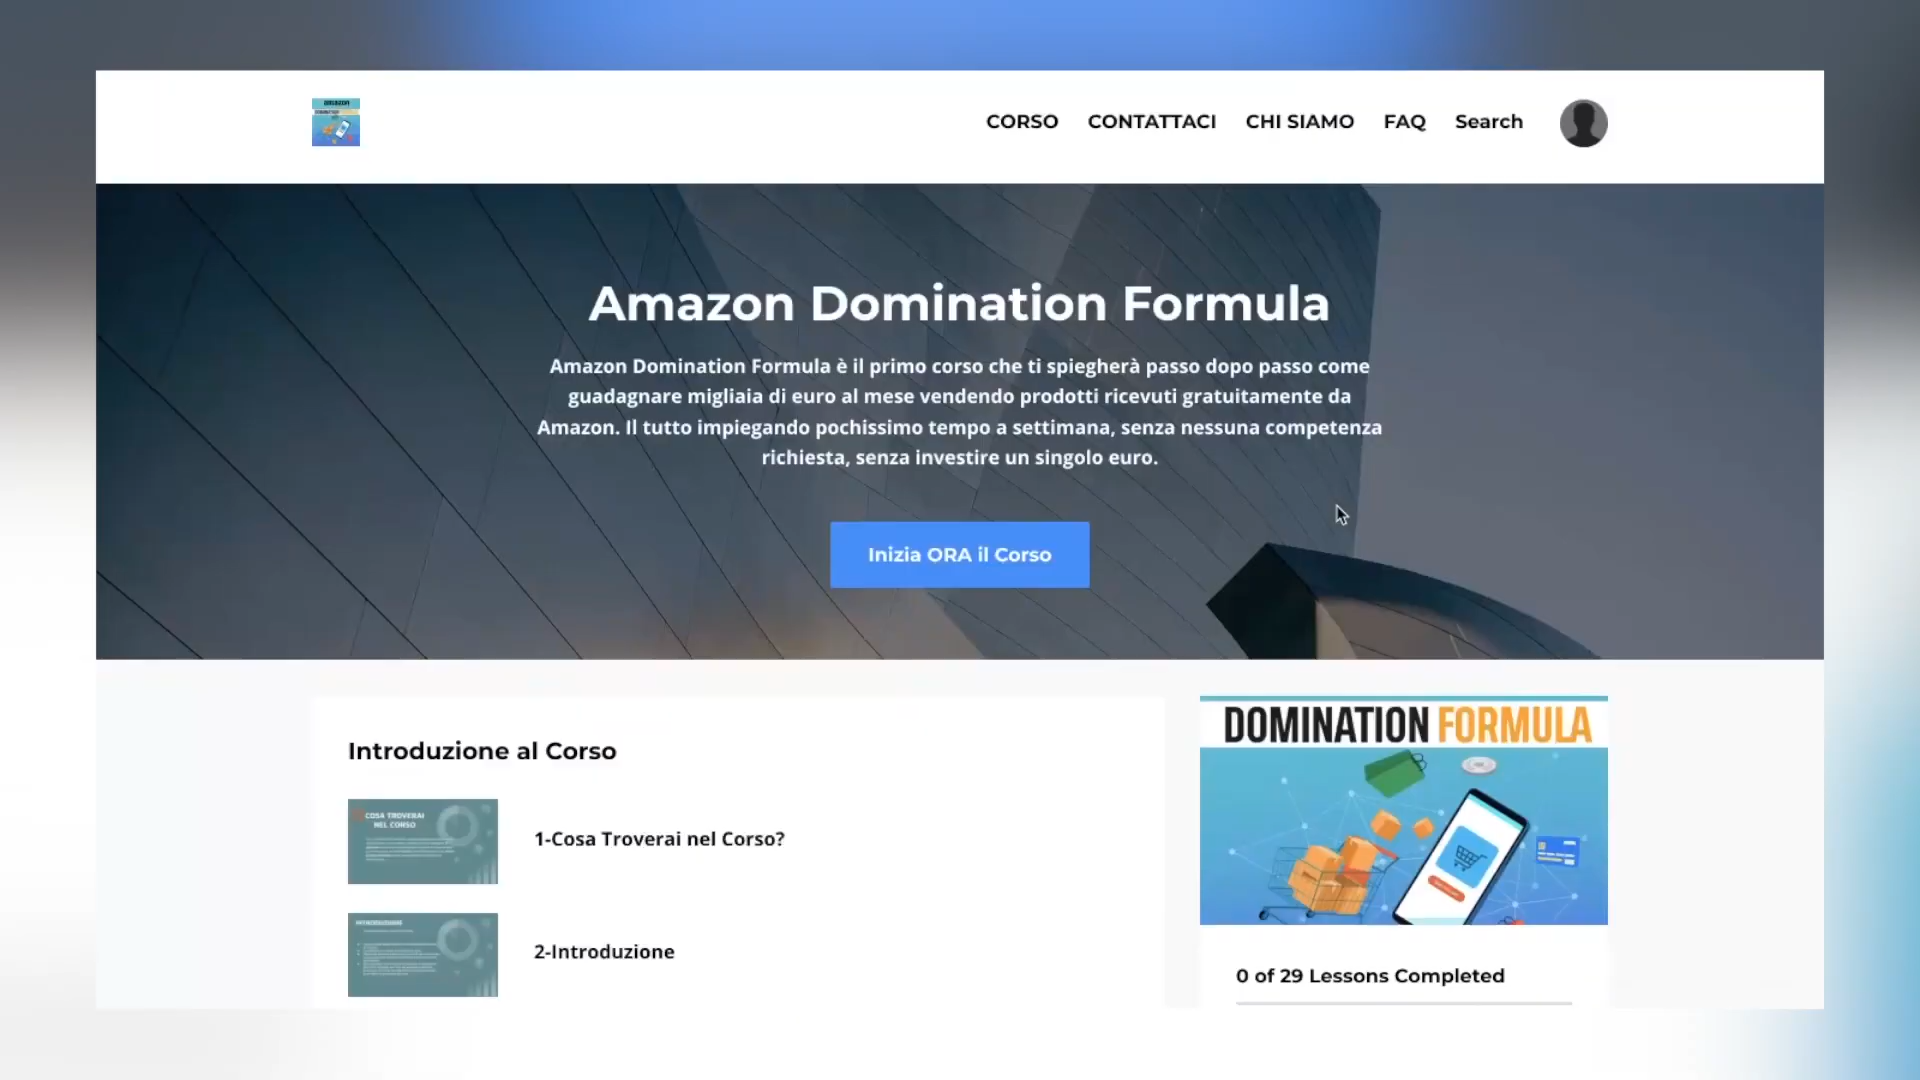 amazon
CORSO
CONTATTACI
CHI SIAMO
FAQ
Search
Amazon Domination Formula
Amazon Domination Formula è il primo corso che ti spiegherà passo dopo passo come
guadagnare migliaia di euro al mese vendendo prodotti ricevuti gratuitamente da
Amazon. Il tutto impiegando pochissimo tempo a settimana, senza nessuna competenza
richiesta, senza investire un singolo euro.
Inizia ORA il Corso
Introduzione al Corso
COSA TROVERAI
NEL CORSO
1-Cosa Troverai nel Corso?
INTRODUZIONE
2-Introduzione
DOMINATION FORMULA
0 of 29 Lessons Completed